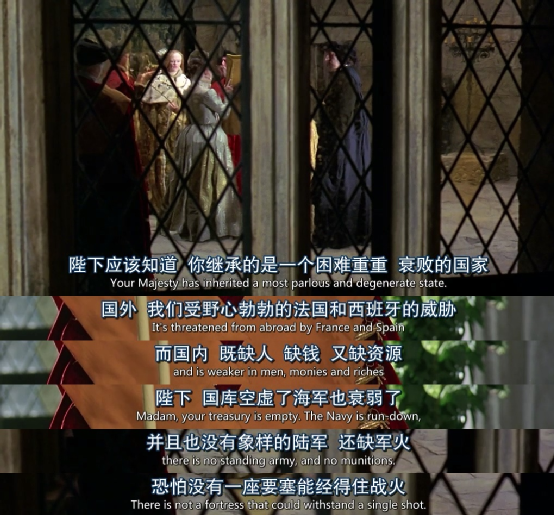 陛下应该知道 你继承的是一个困难重重 衰败的国家
Your Majesty has inherited a most parlous and degenerate state.
国外 我们受野心勃勃的法国和西班牙的威胁
It's threatened from abroad by France and Spain
而国内 既缺人 缺钱 又缺资源
and is weaker in men, monies and riches
陛下 国库空虚了海军也衰弱了
Madam, your treasury is empty. The Navy is run-down,
并且也没有象样的陆军 还缺军火
there is no standing army, and no munitions.
恐怕没有一座要塞能经得住战火
There is not a fortress that could withstand a single shot.